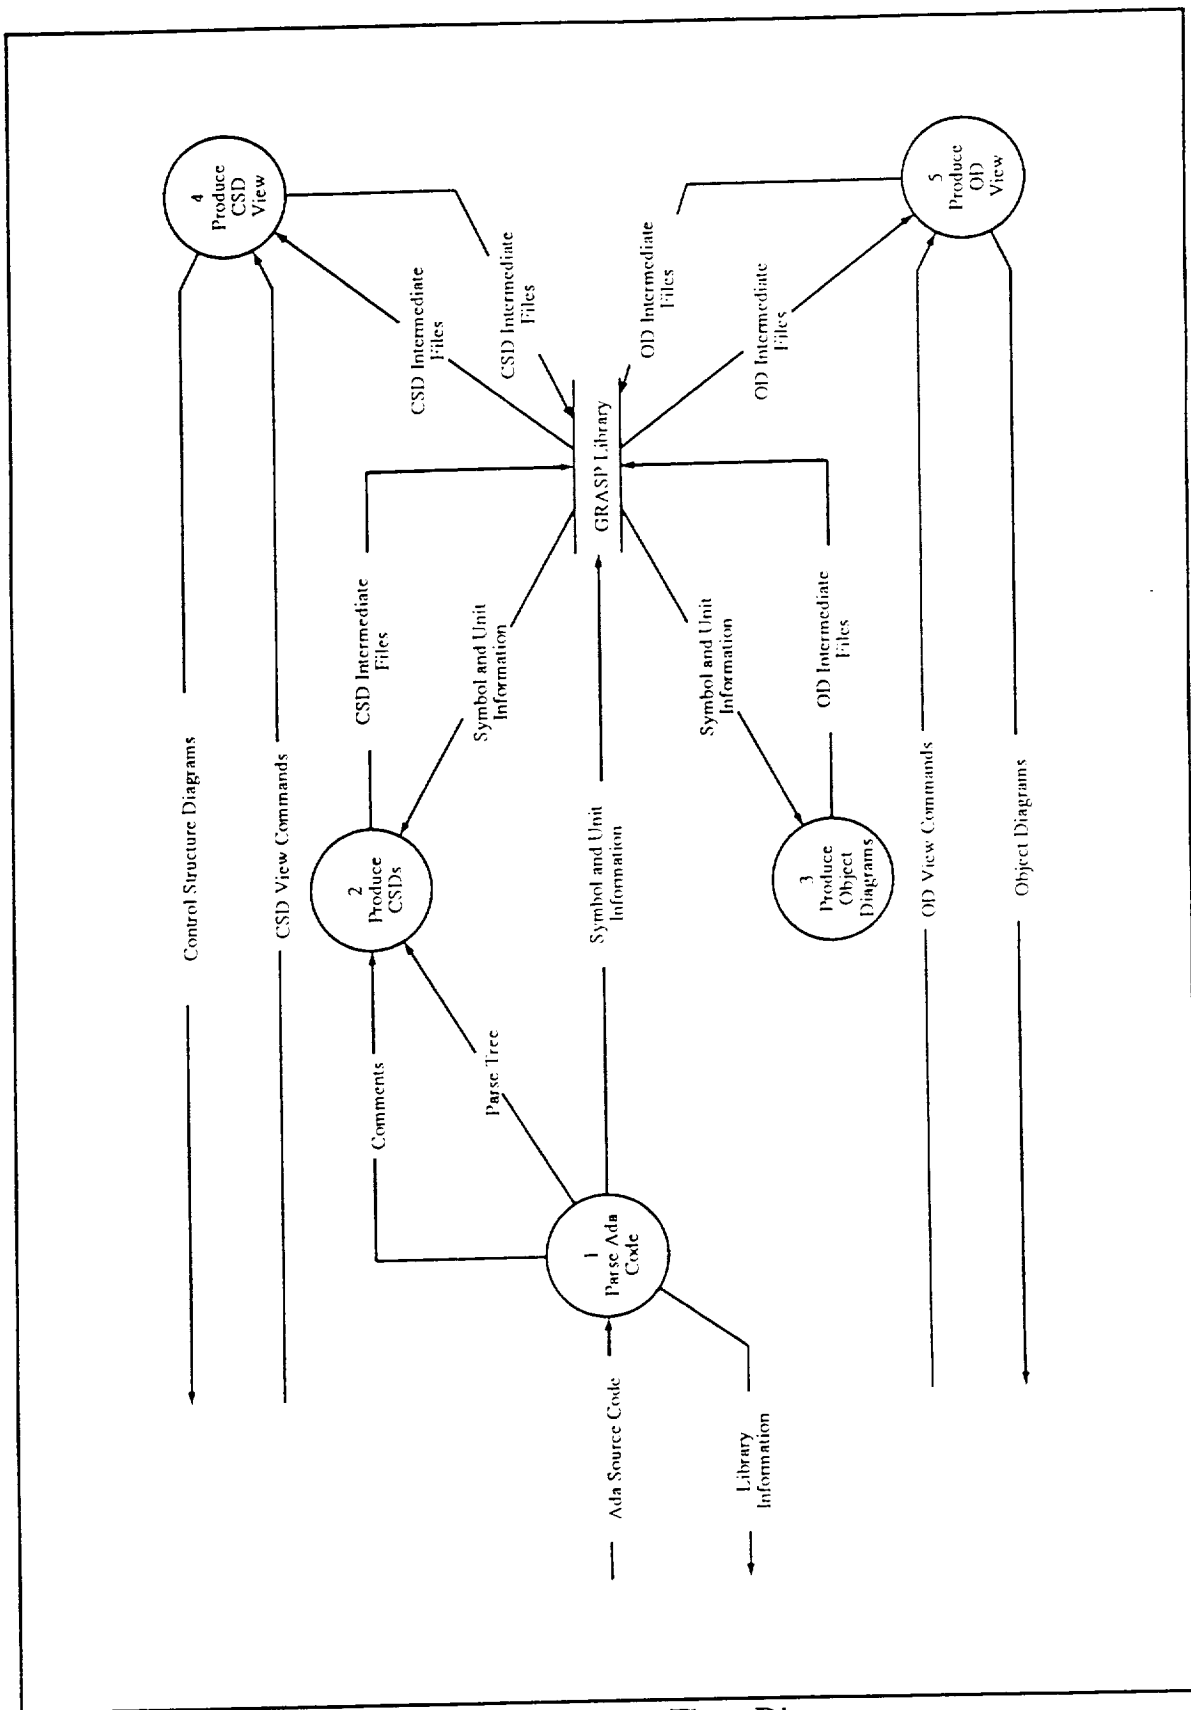 4
Produce
CSD
View
Control Structure Diagrams
CSD View Commands
CSD Intermediate
Files
CSD Intermediate
Files
CSD Intermediate
Files
2
Produce
CSDs
Symbol and Unit
Information
Comments
Parse Tree
GRASP Library
Symbol and Unit
Information
1
Parse Ada
Code
Ada Source Code
Library
Information
OD Intermediate
Files
OD Intermediate
Files
Symbol and Unit
Information
OD Intermediate
Files
3
Produce
Object
Diagrams
5
Produce
OD
View
OD View Commands
Object Diagrams